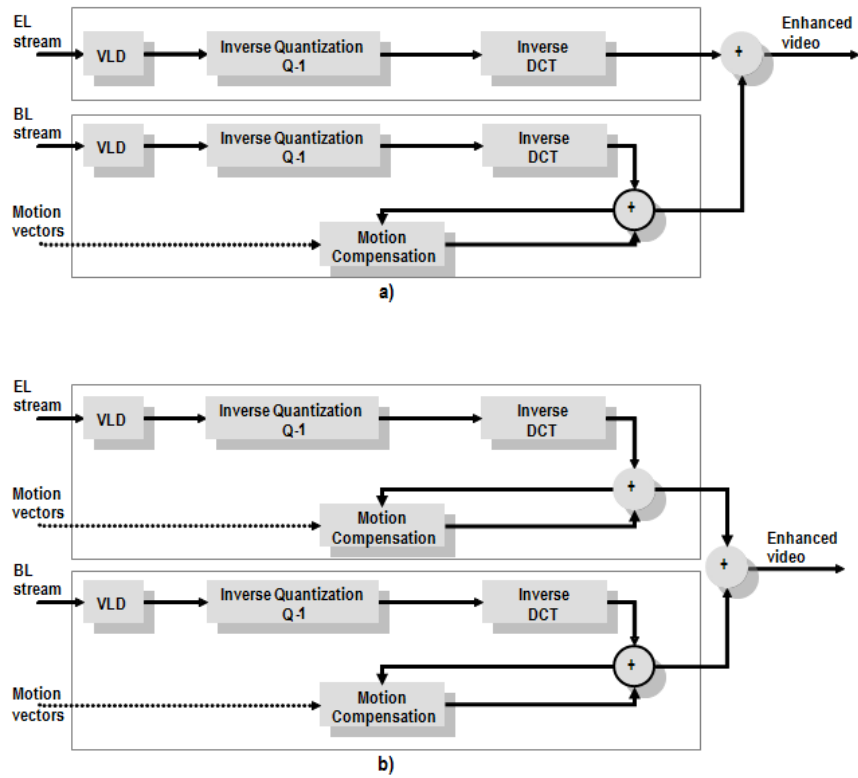 EL
stream
VLD
Inverse Quantization
Q-1
Inverse
DCT
+
Enhanced
video
BL
stream
VLD
Inverse Quantization
Q-1
Inverse
DCT
+
Motion
vectors
Motion
Compensation
a)
EL
stream
VLD
Inverse Quantization
Q-1
Inverse
DCT
+
Motion
vectors
Motion
Compensation
Enhanced
video
+
BL
stream
VLD
Inverse Quantization
Q-1
Inverse
DCT
+
Motion
vectors
Motion
Compensation
b)